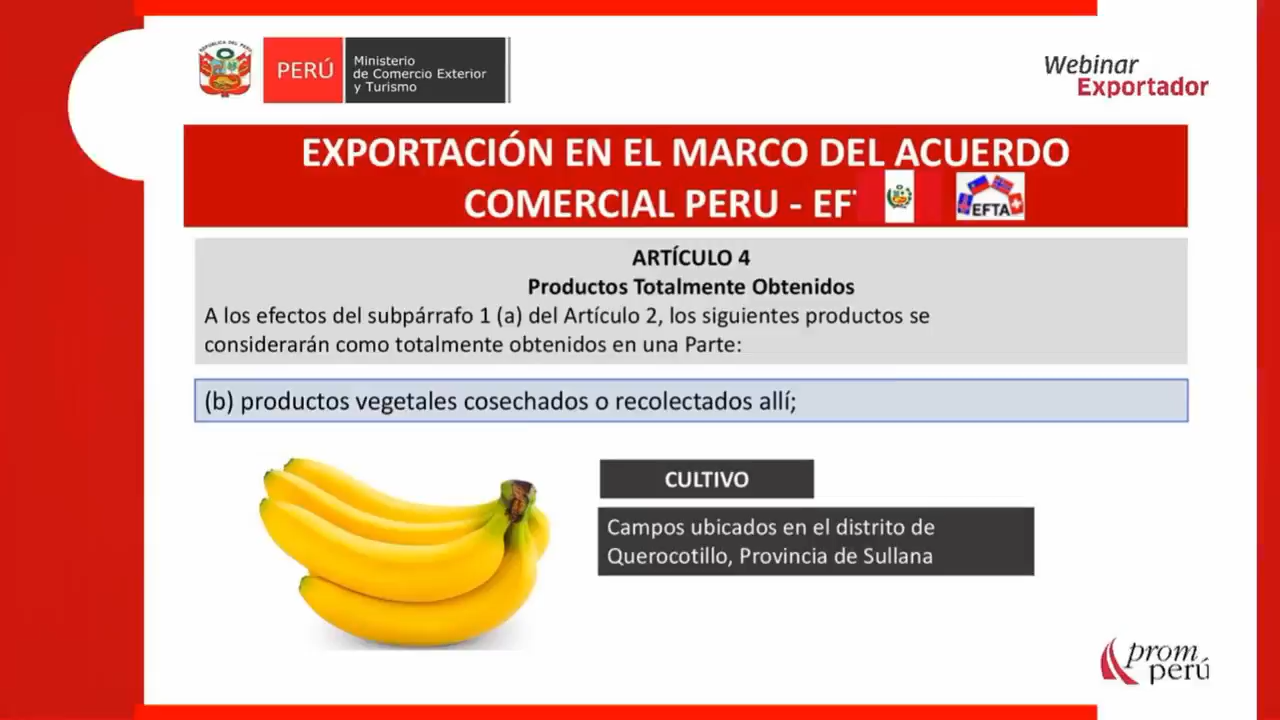 REPÚBLICA DEL PERÚ
PERÚ
Ministerio
de Comercio Exterior
y Turismo
Webinar
Exportador
EXPORTACIÓN EN EL MARCO DEL ACUERDO
COMERCIAL PERU - EF
EFTA
ARTÍCULO 4
Productos Totalmente Obtenidos
A los efectos del subpárrafo 1 (a) del Artículo 2, los siguientes productos se
considerarán como totalmente obtenidos en una Parte:
(b) productos vegetales cosechados o recolectados allí;
CULTIVO
Campos ubicados en el distrito de
Querocotillo, Provincia de Sullana
prom
perú